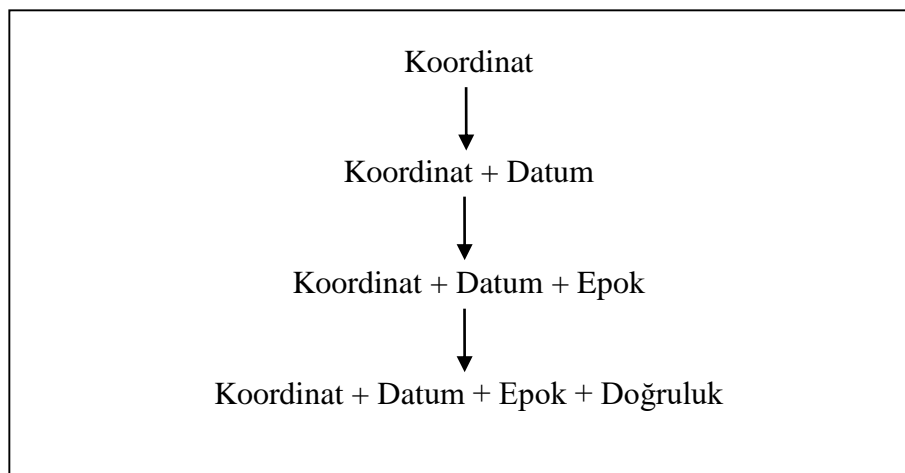 Koordinat
Koordinat + Datum
Koordinat + Datum + Epok
Koordinat + Datum + Epok + Doğruluk